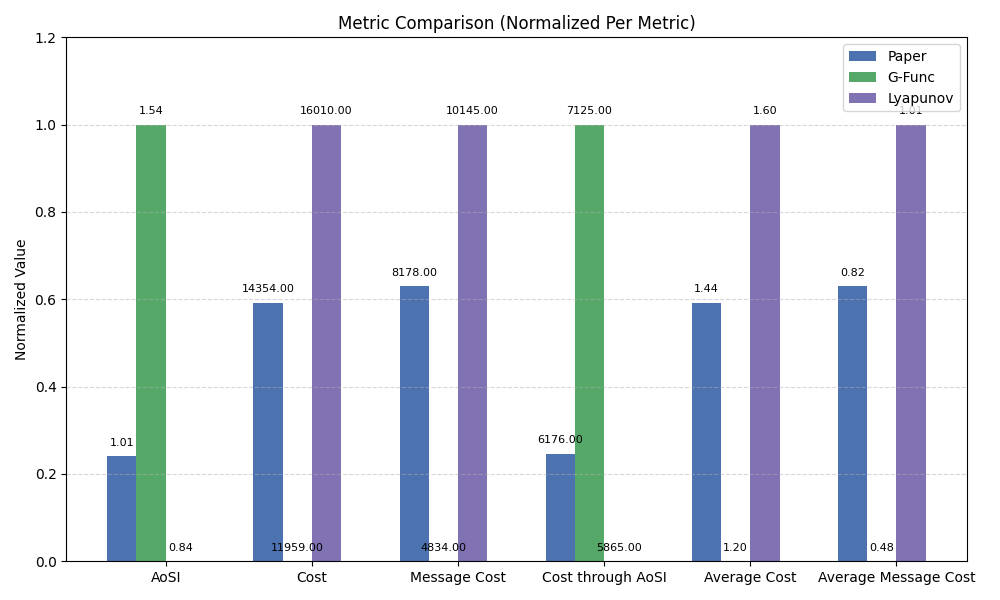 Metric Comparison (Normalized Per Metric)
Normalized Value
1.2
1.0
0.8
0.6
0.4
0.2
0.0
Paper
G-Func
Lyapunov
1.01
1.54
0.84
14354.00
11959.00
16010.00
8178.00
4834.00
10145.00
6176.00
7125.00
5865.00
1.44
1.20
1.60
0.82
0.48
1.01
AoSI
Cost
Message Cost
Cost through AoSI
Average Cost
Average Message Cost